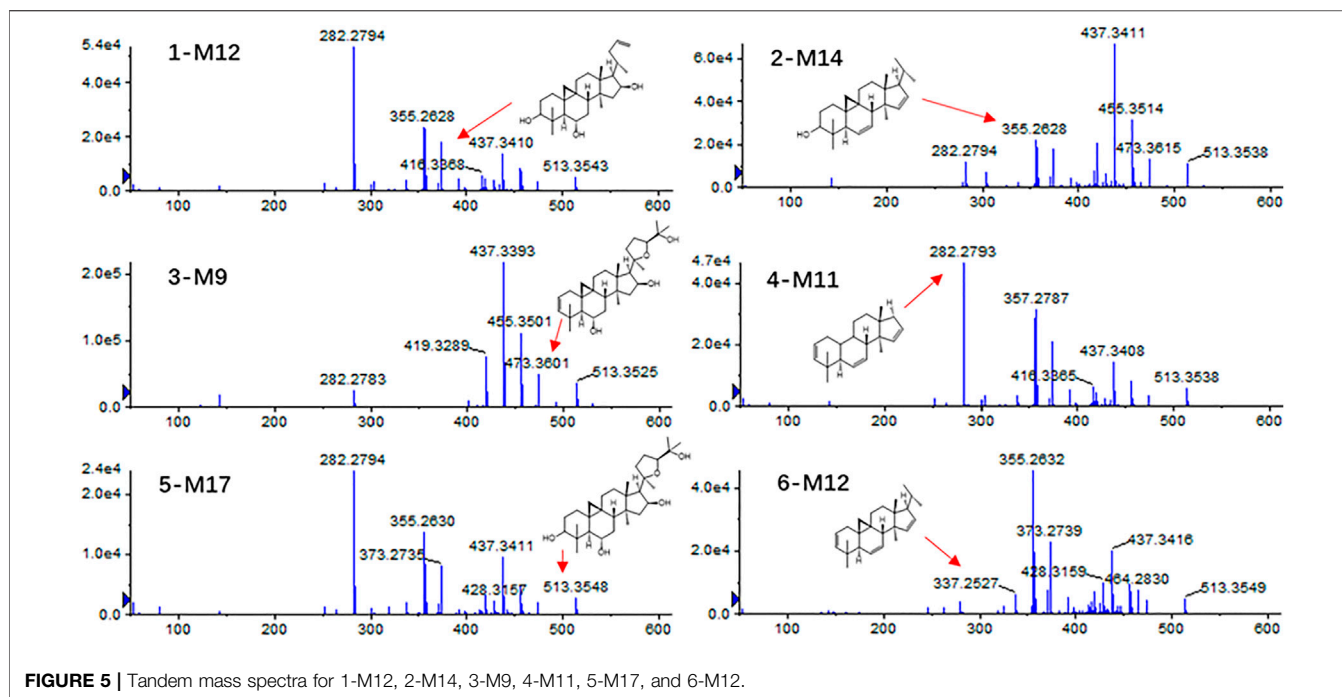 5.4e4
4.0e4
2.0e4
0.0
1-M12
282.2794
355.2628
416.3368
437.3410
513.3543
H
OH
H
H
HO
H
OH
100
200
300
400
500
600
6.0e4
4.0e4
2.0e4
0.0
2-M14
437.3411
455.3514
473.3615
355.2628
282.2794
513.3538
H
H
HO
H
100
200
300
400
500
600
2.0e5
1.0e5
0.0
3-M9
437.3393
455.3501
419.3289
473.3601
282.2783
513.3525
OH
O
H
OH
H
H
OH
100
200
300
400
500
600
4.7e4
4.0e4
2.0e4
0.0
4-M11
282.2793
357.2787
416.3365
437.3408
513.3538
H
H
H
100
200
300
400
500
600
2.4e4
2.0e4
1.0e4
0.0
5-M17
282.2794
355.2630
373.2735
437.3411
428.3157
513.3548
OH
O
H
OH
H
HO
H
OH
100
200
300
400
500
600
4.0e4
2.0e4
0.0
6-M12
355.2632
373.2739
437.3416
428.3159
464.2830
337.2527
513.3549
H
H
H
100
200
300
400
500
600
FIGURE 5 | Tandem mass spectra for 1-M12, 2-M14, 3-M9, 4-M11, 5-M17, and 6-M12.